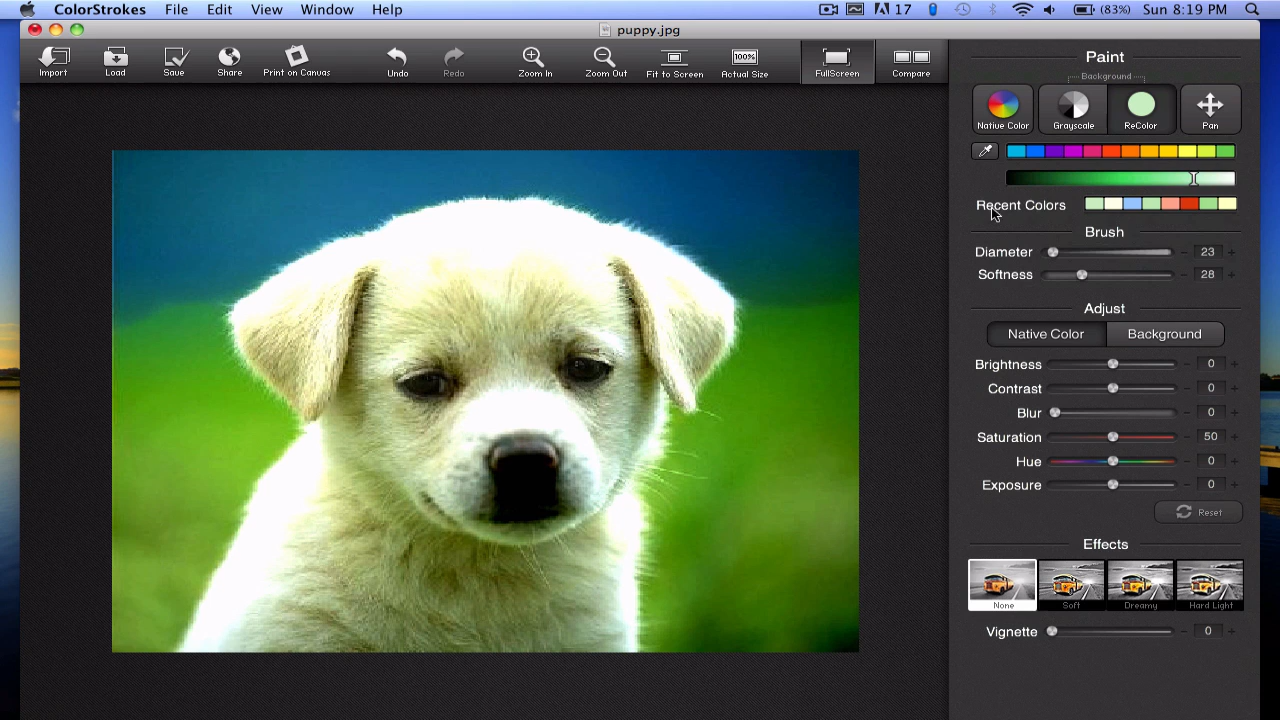 ColorStrokes File Edit View Window Help 17 (83%) Sun 8:19 PM
puppy.jpg
Import Load Save Share Print on Canvas Undo Redo Zoom In Zoom Out Fit to Screen 100% Actual Size FullScreen Compare
Paint
Background
Native Color Grayscale ReColor Pan
Recent Colors
Brush
Diameter - 23 +
Softness - 28 +
Adjust
Native Color Background
Brightness - 0 +
Contrast - 0 +
Blur - 0 +
Saturation - 50 +
Hue - 0 +
Exposure - 0 +
Reset
Effects
None Soft Dreamy Hard Light
Vignette - 0 +